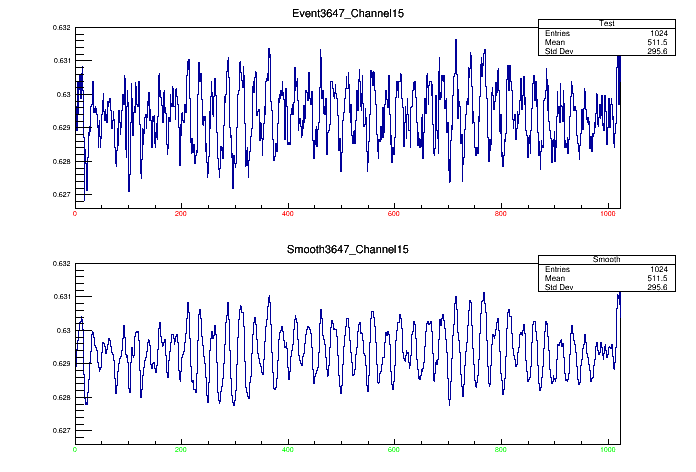 Event3647_Channel15
Test
Entries 1024
Mean 511.5
Std Dev 295.6
0.632
0.631
0.63
0.629
0.628
0.627
0 200 400 600 800 1000
Smooth3647_Channel15
Smooth
Entries 1024
Mean 511.5
Std Dev 295.6
0.632
0.631
0.63
0.629
0.628
0.627
0 200 400 600 800 1000